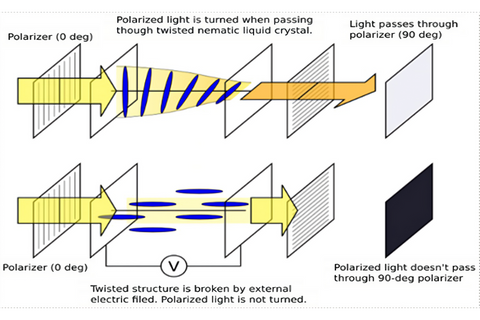 Polarized light is turned when passing
though twisted nematic liquid crystal.
Polarizer (0 deg)
Light passes through
polarizer (90 deg)
V
Polarizer (0 deg)
Polarized light doesn't pass
through 90-deg polarizer
Twisted structure is broken by external
electric filed. Polarized light is not turned.